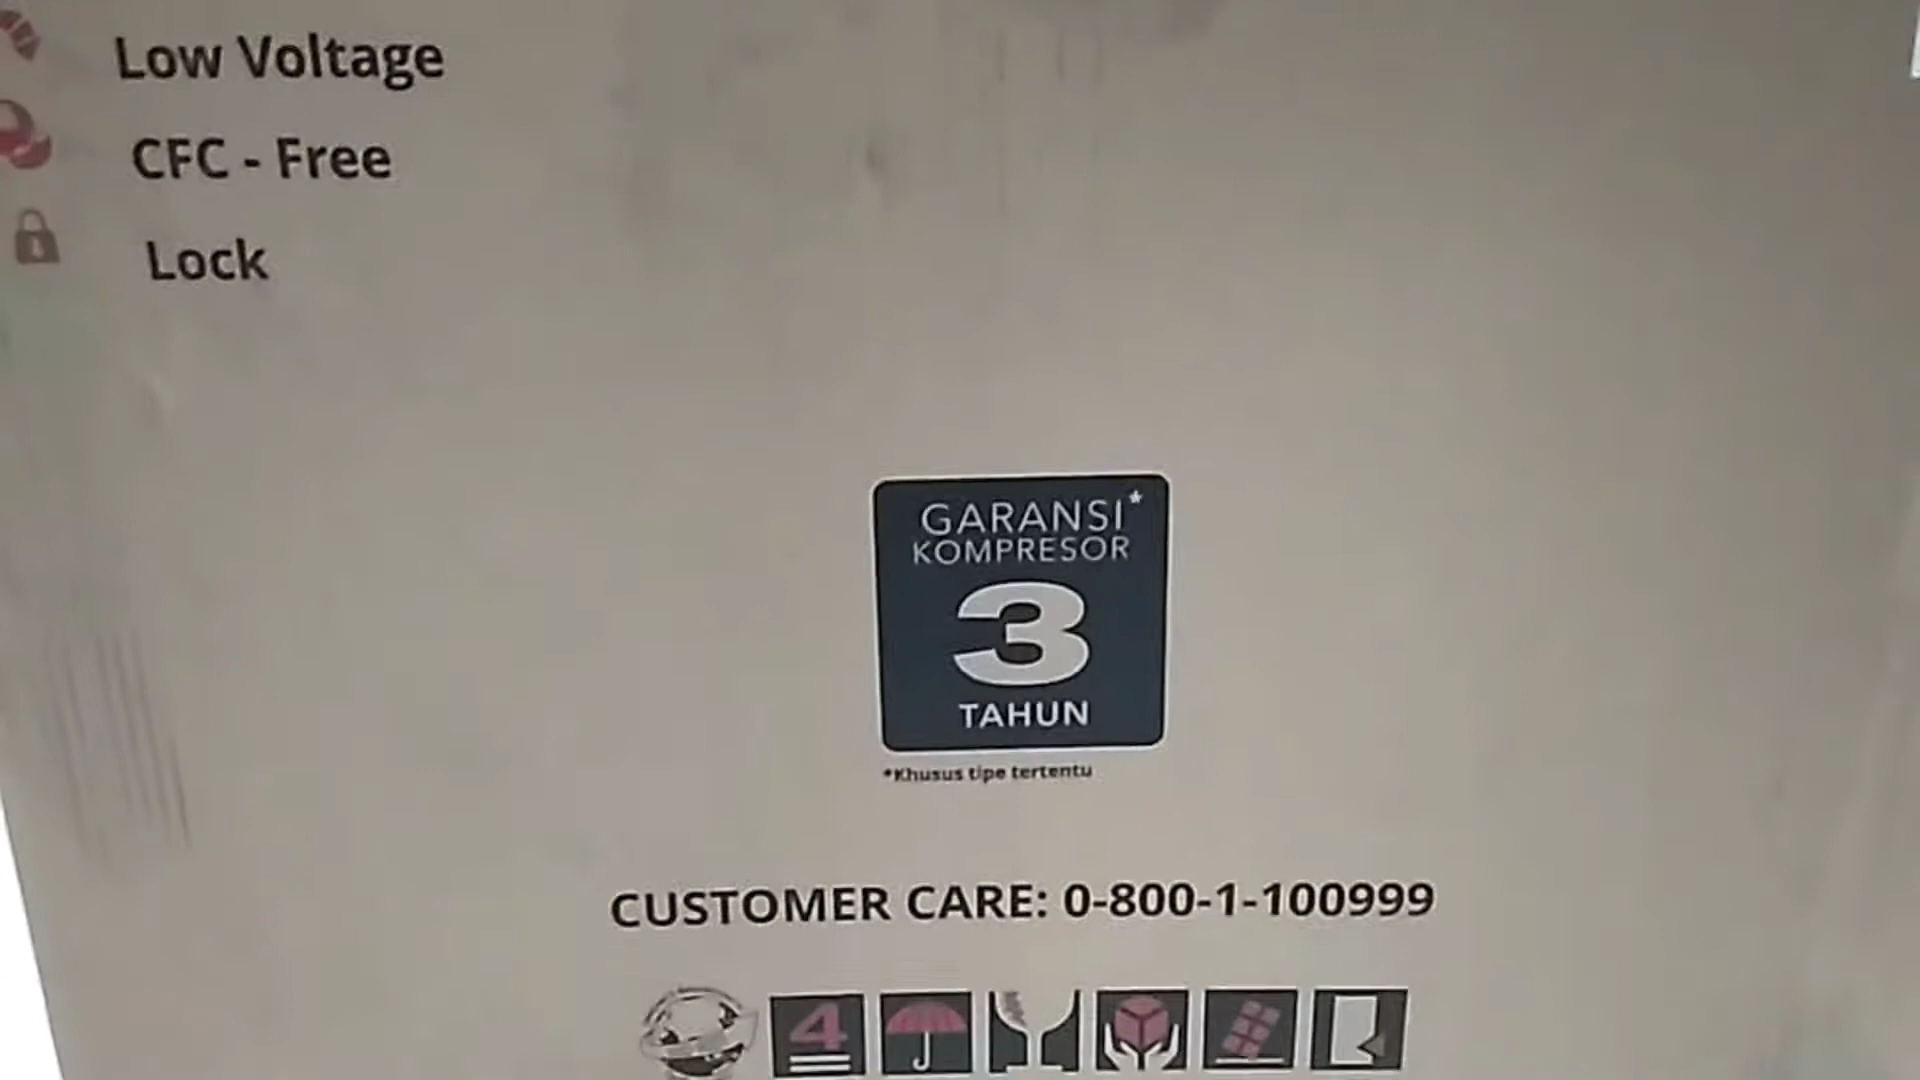 Low Voltage
CFC - Free
Lock
GARANSI*
KOMPRESOR
3
TAHUN
*Khusus tipe tertentu
CUSTOMER CARE: 0-800-1-100999
4